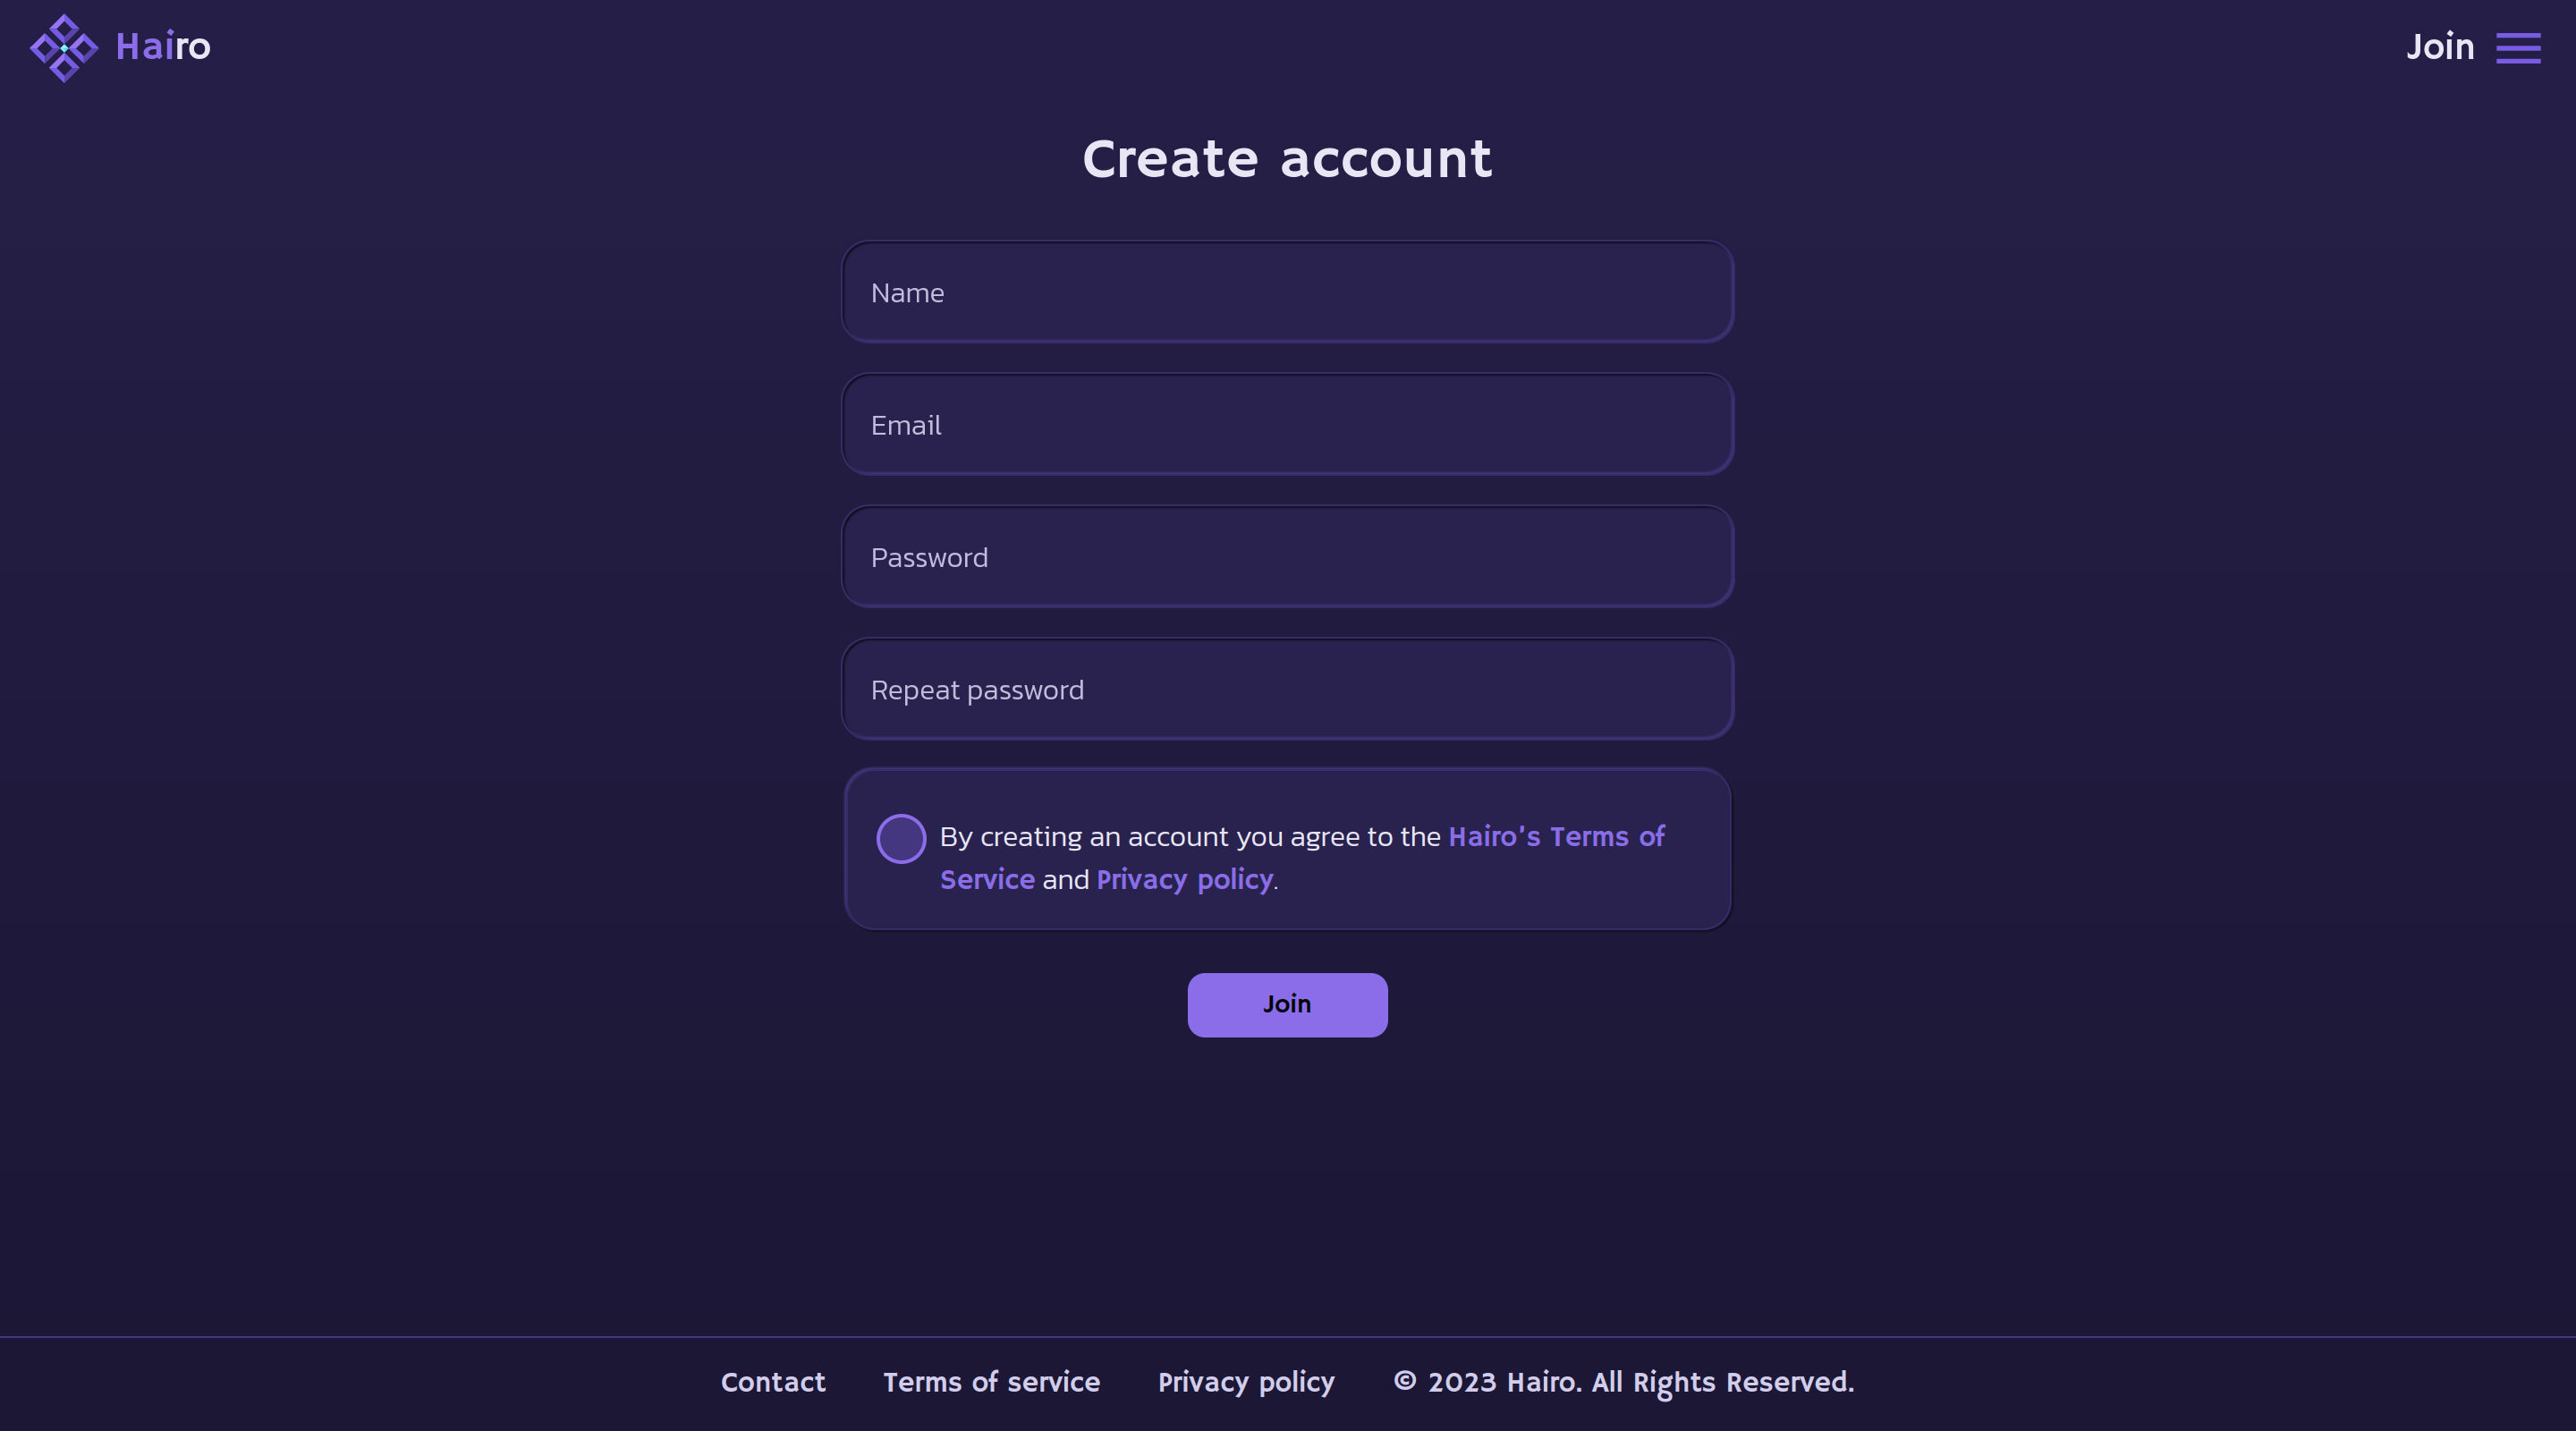 Hairo
Join
Create account
Name
Email
Password
Repeat password
By creating an account you agree to the Hairo's Terms of
Service and Privacy policy.
Join
Contact Terms of service Privacy policy © 2023 Hairo. All Rights Reserved.